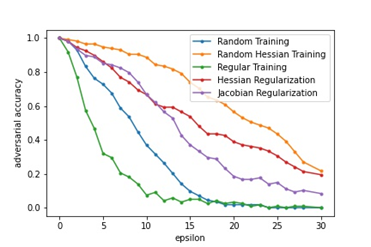 Random Training
Random Hessian Training
Regular Training
Hessian Regularization
Jacobian Regularization
adversarial accuracy
1.0
0.8
0.6
0.4
0.2
0.0
0 5 10 15 20 25 30
epsilon